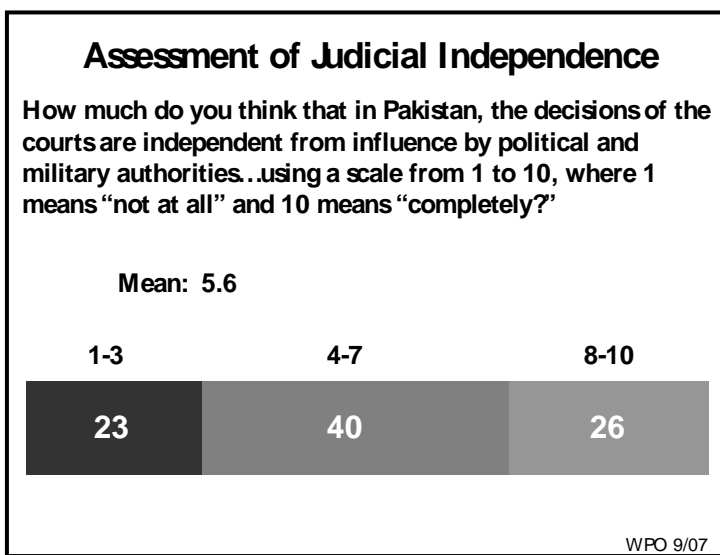 Assessment of Judicial Independence
How much do you think that in Pakistan, the decisions of the
courts are independent from influence by political and
military authorities...using a scale from 1 to 10, where 1
means “not at all” and 10 means “completely?”
Mean: 5.6
1-3 4-7 8-10
23 40 26
WPO 9/07